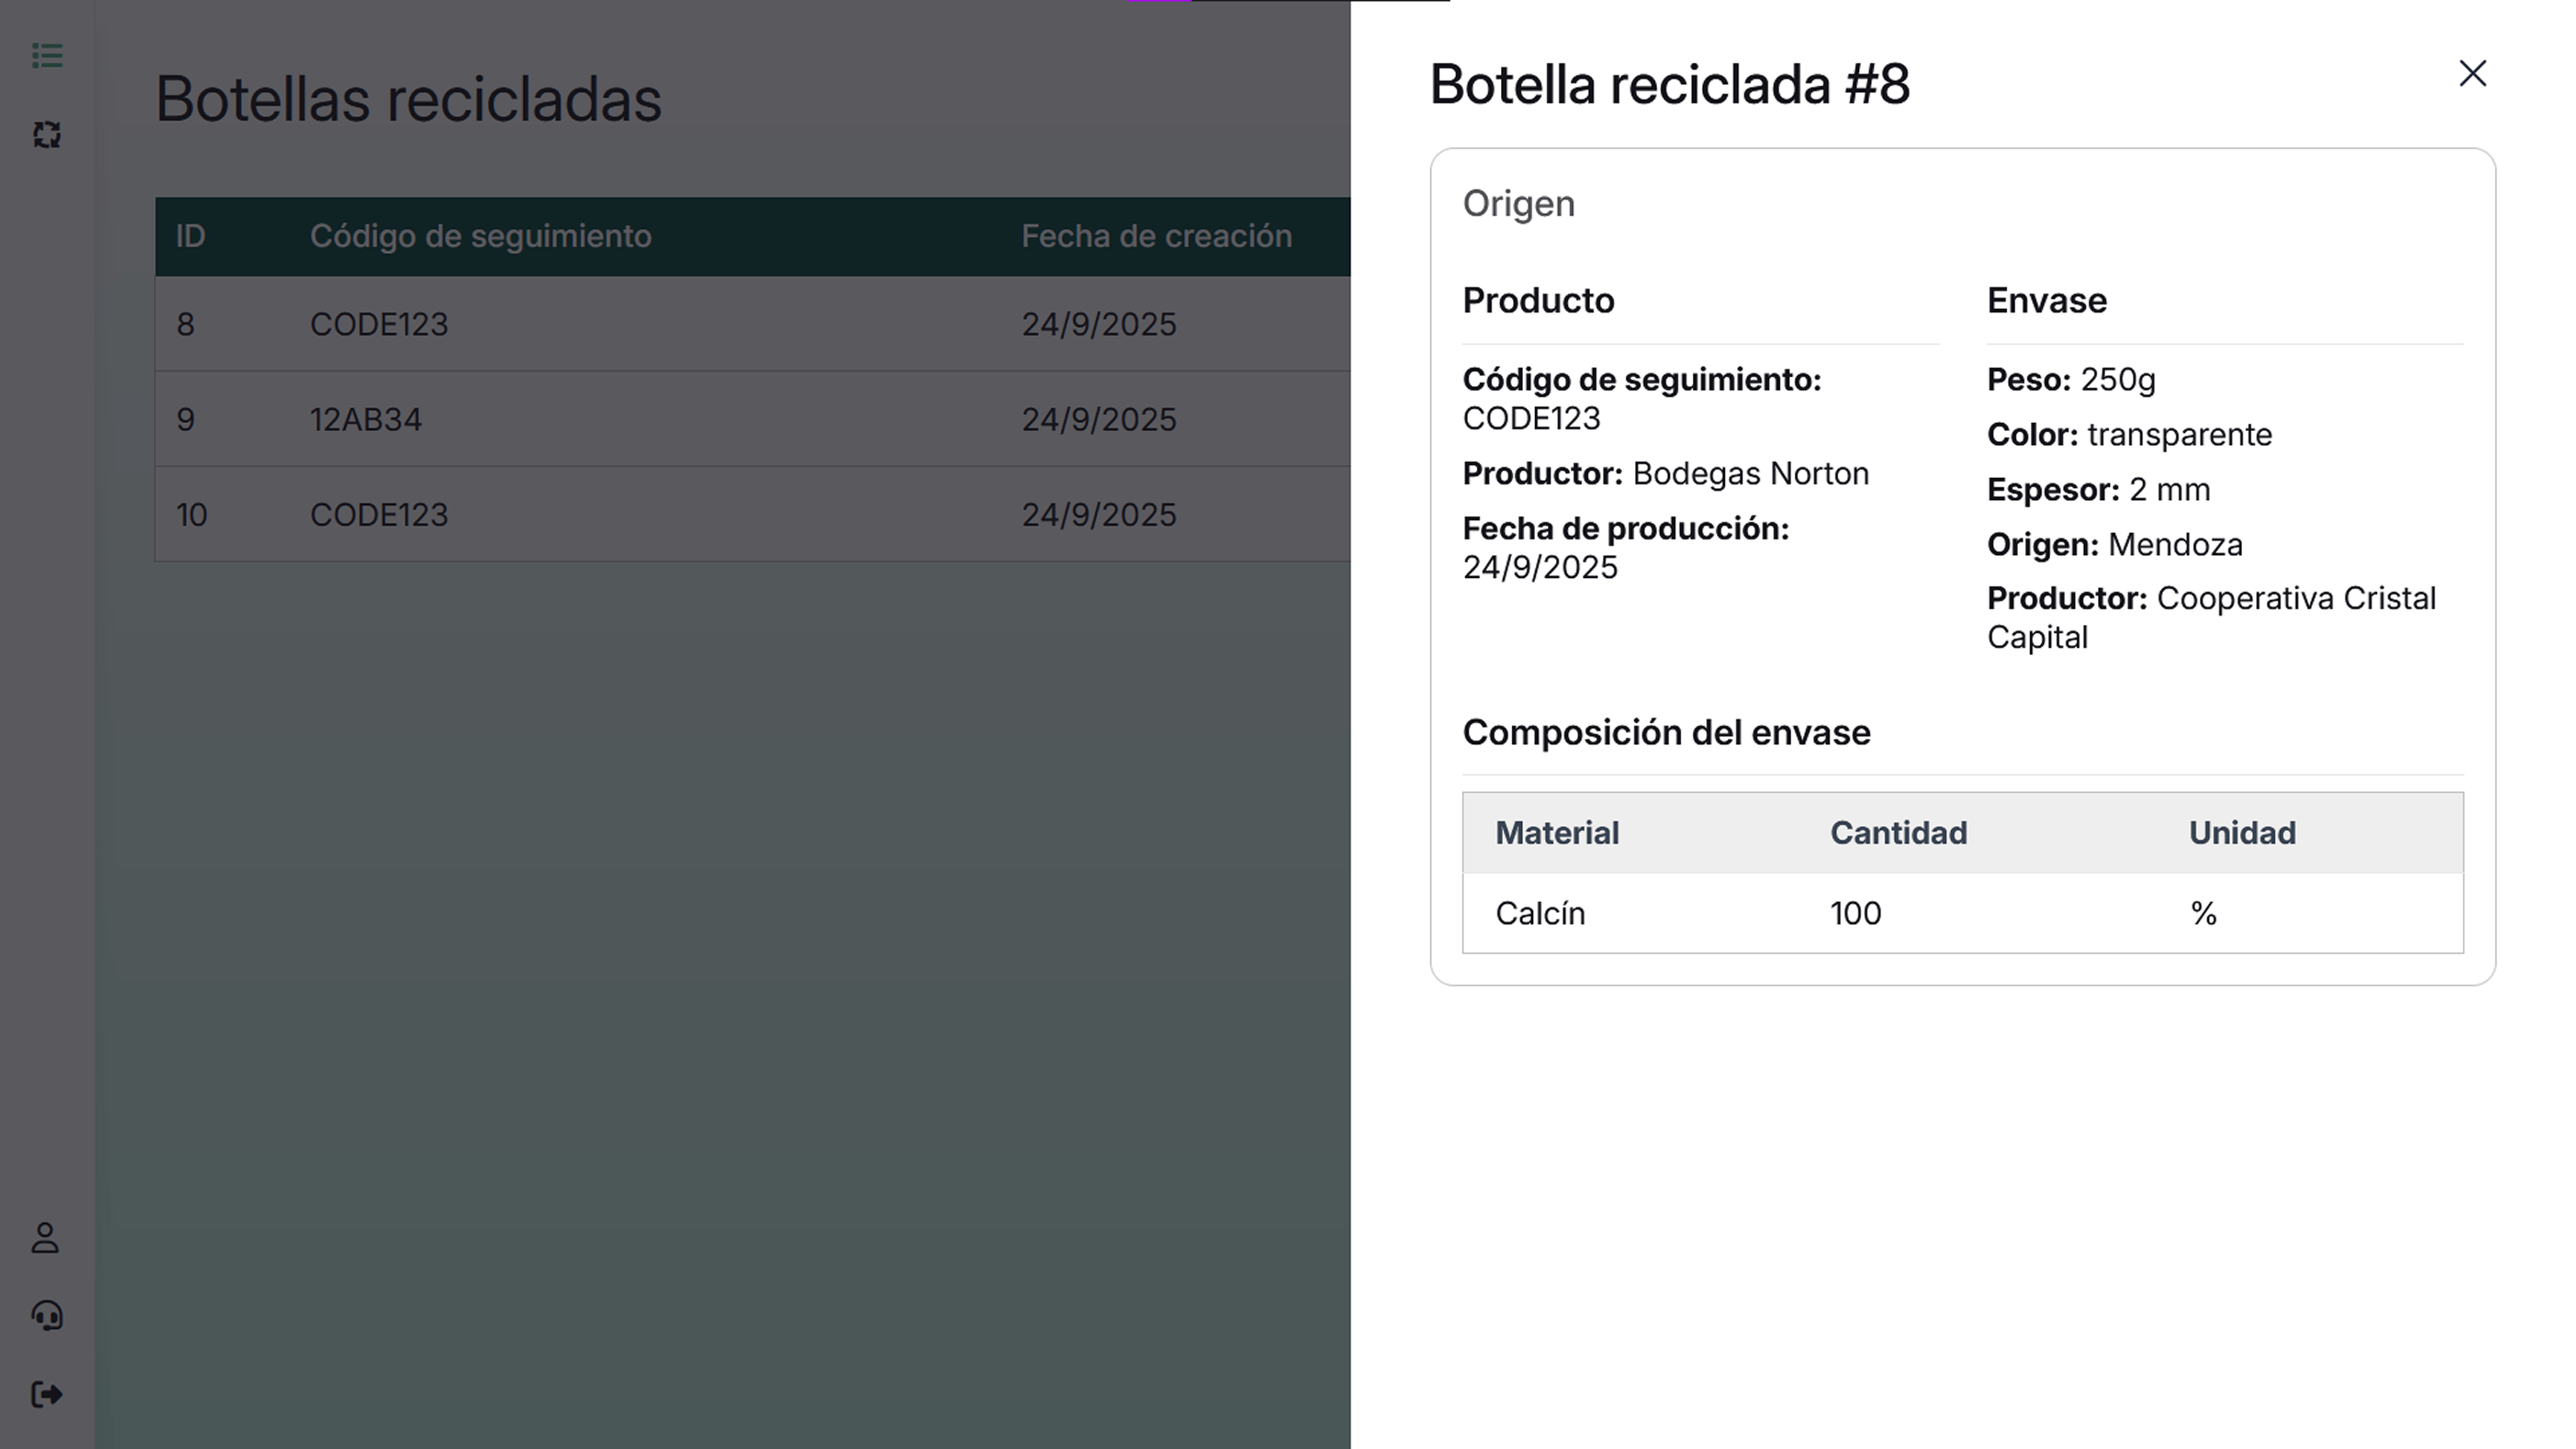 Botellas recicladas
ID Código de seguimiento Fecha de creación
8 CODE123 24/9/2025
9 12AB34 24/9/2025
10 CODE123 24/9/2025
Botella reciclada #8
Origen
Producto
Código de seguimiento:
CODE123
Productor: Bodegas Norton
Fecha de producción:
24/9/2025
Envase
Peso: 250g
Color: transparente
Espesor: 2 mm
Origen: Mendoza
Productor: Cooperativa Cristal
Capital
Composición del envase
Material Cantidad Unidad
Calcín 100 %